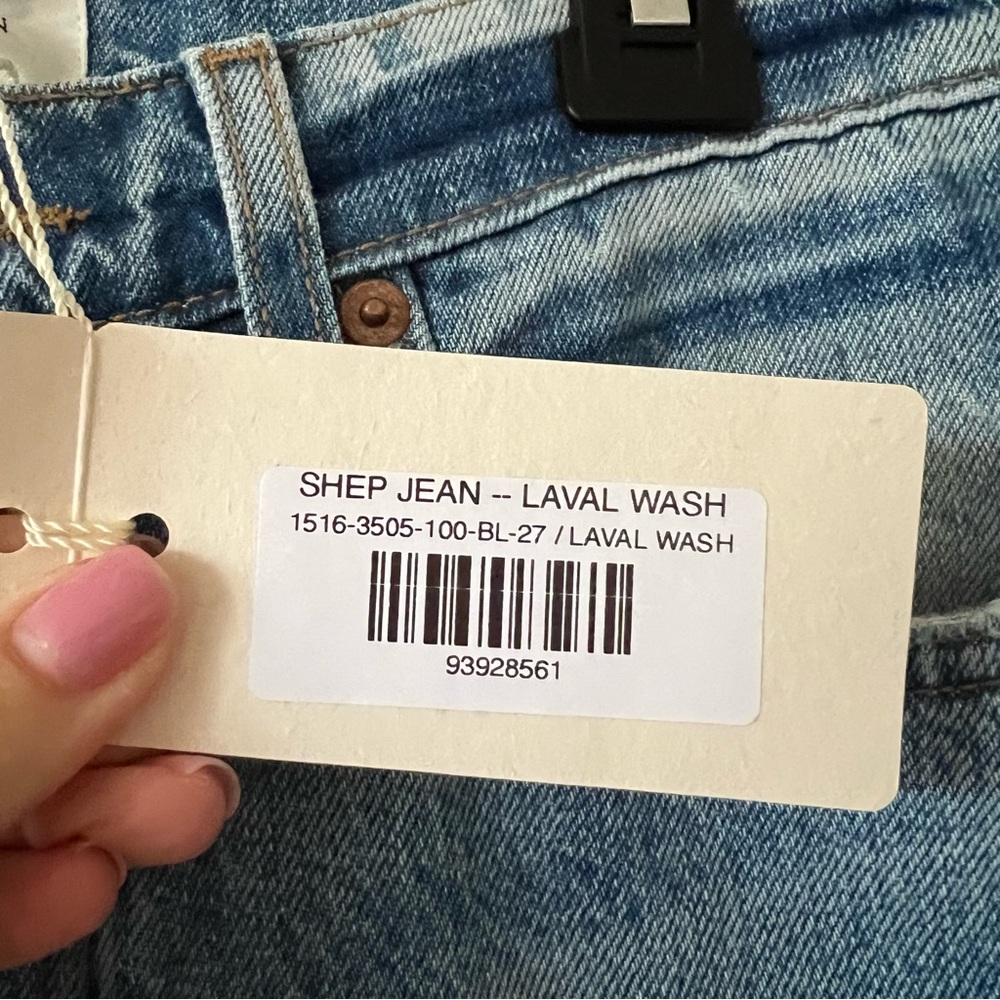 N
SHEP JEAN -- LAVAL WASH
1516-3505-100-BL-27 / LAVAL WASH
93928561